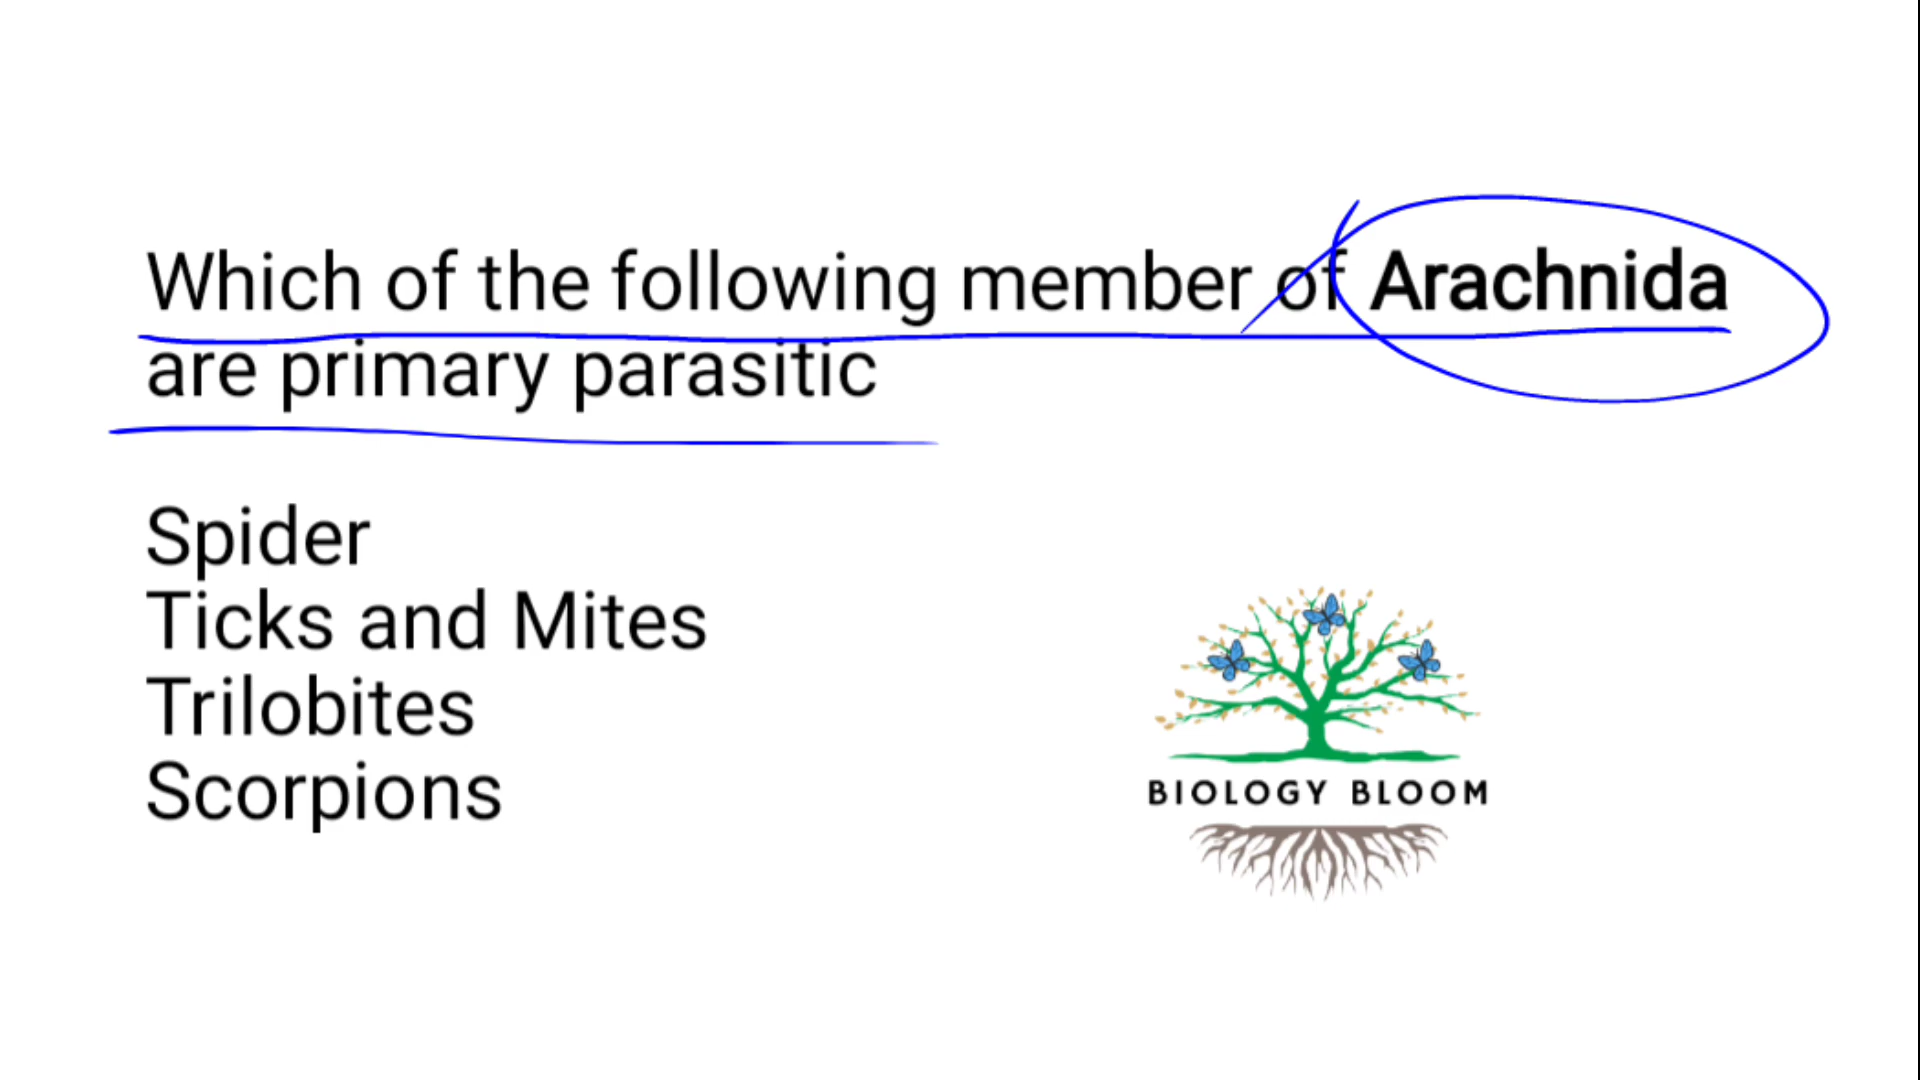 Which of the following member of Arachnida
are primary parasitic
Spider
Ticks and Mites
Trilobites
Scorpions
BIOLOGY BLOOM